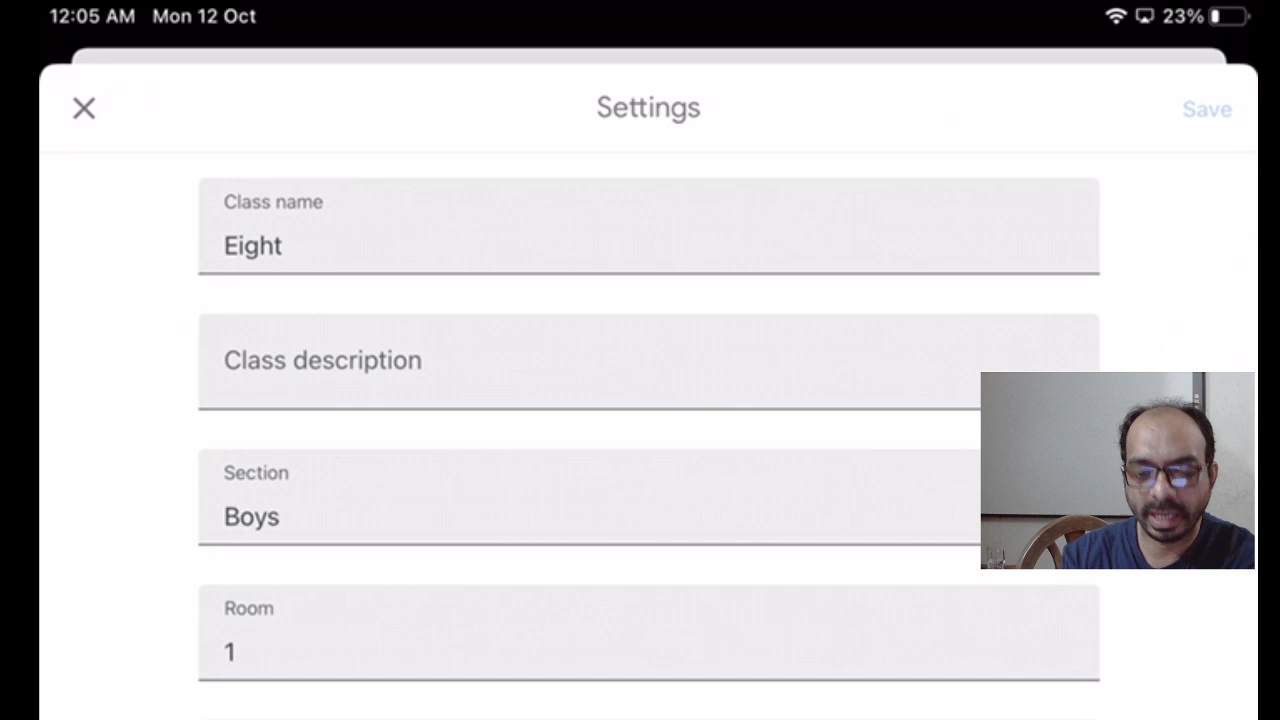 12:05 AM Mon 12 Oct
23%
Settings
Save
Class name
Eight
Class description
Section
Boys
Room
1